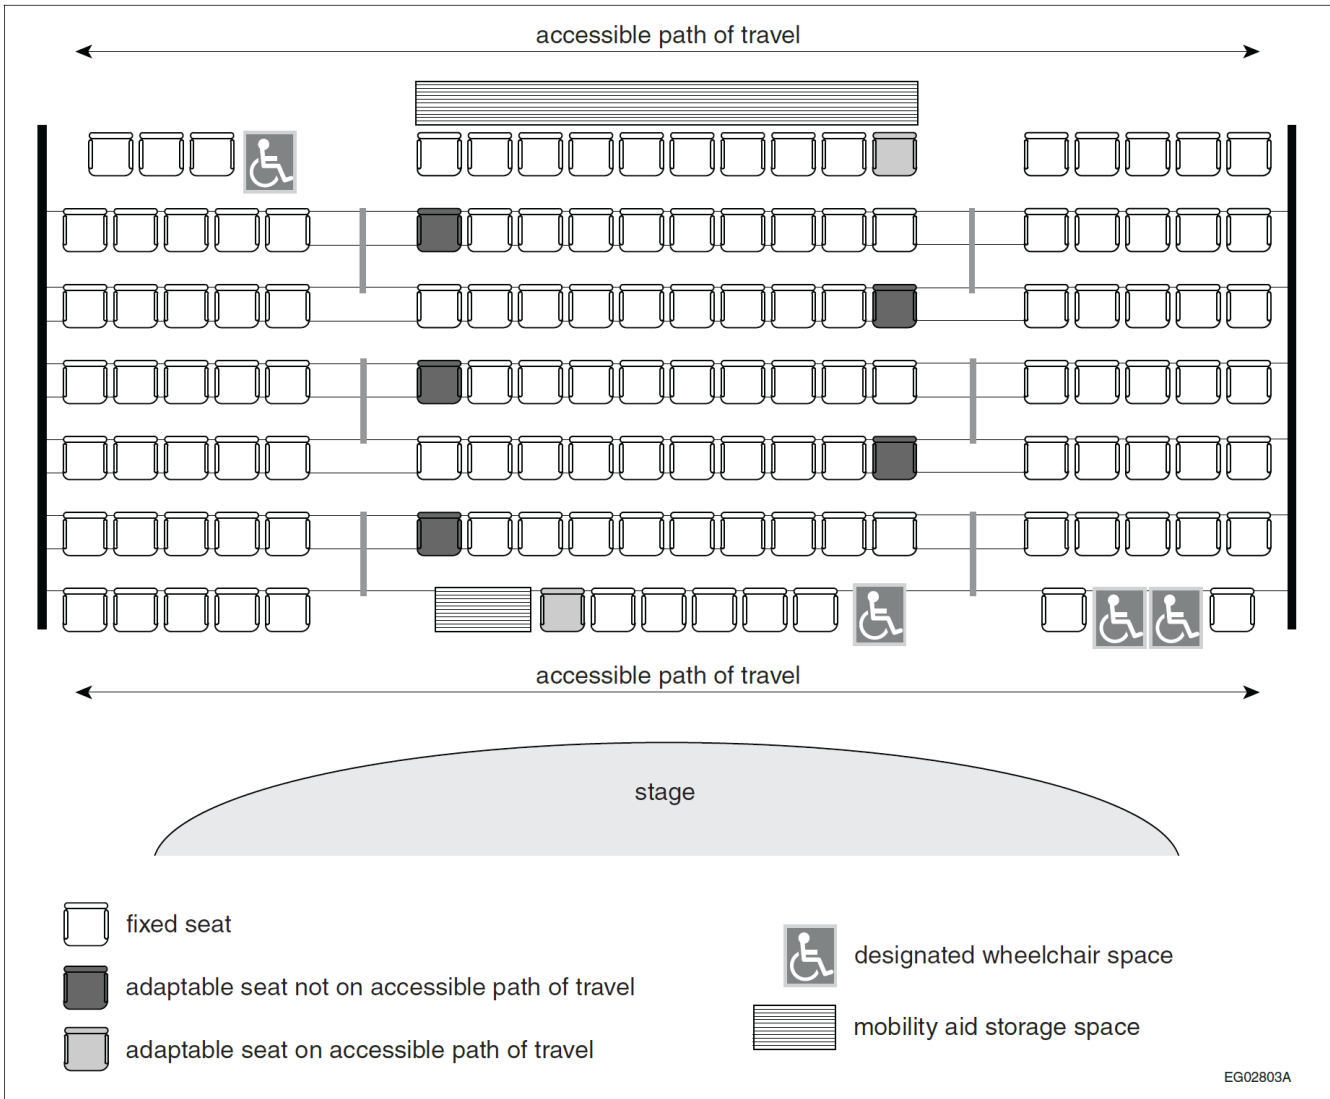 accessible path of travel
accessible path of travel
stage
fixed seat
adaptable seat not on accessible path of travel
adaptable seat on accessible path of travel
designated wheelchair space
mobility aid storage space
EG02803A